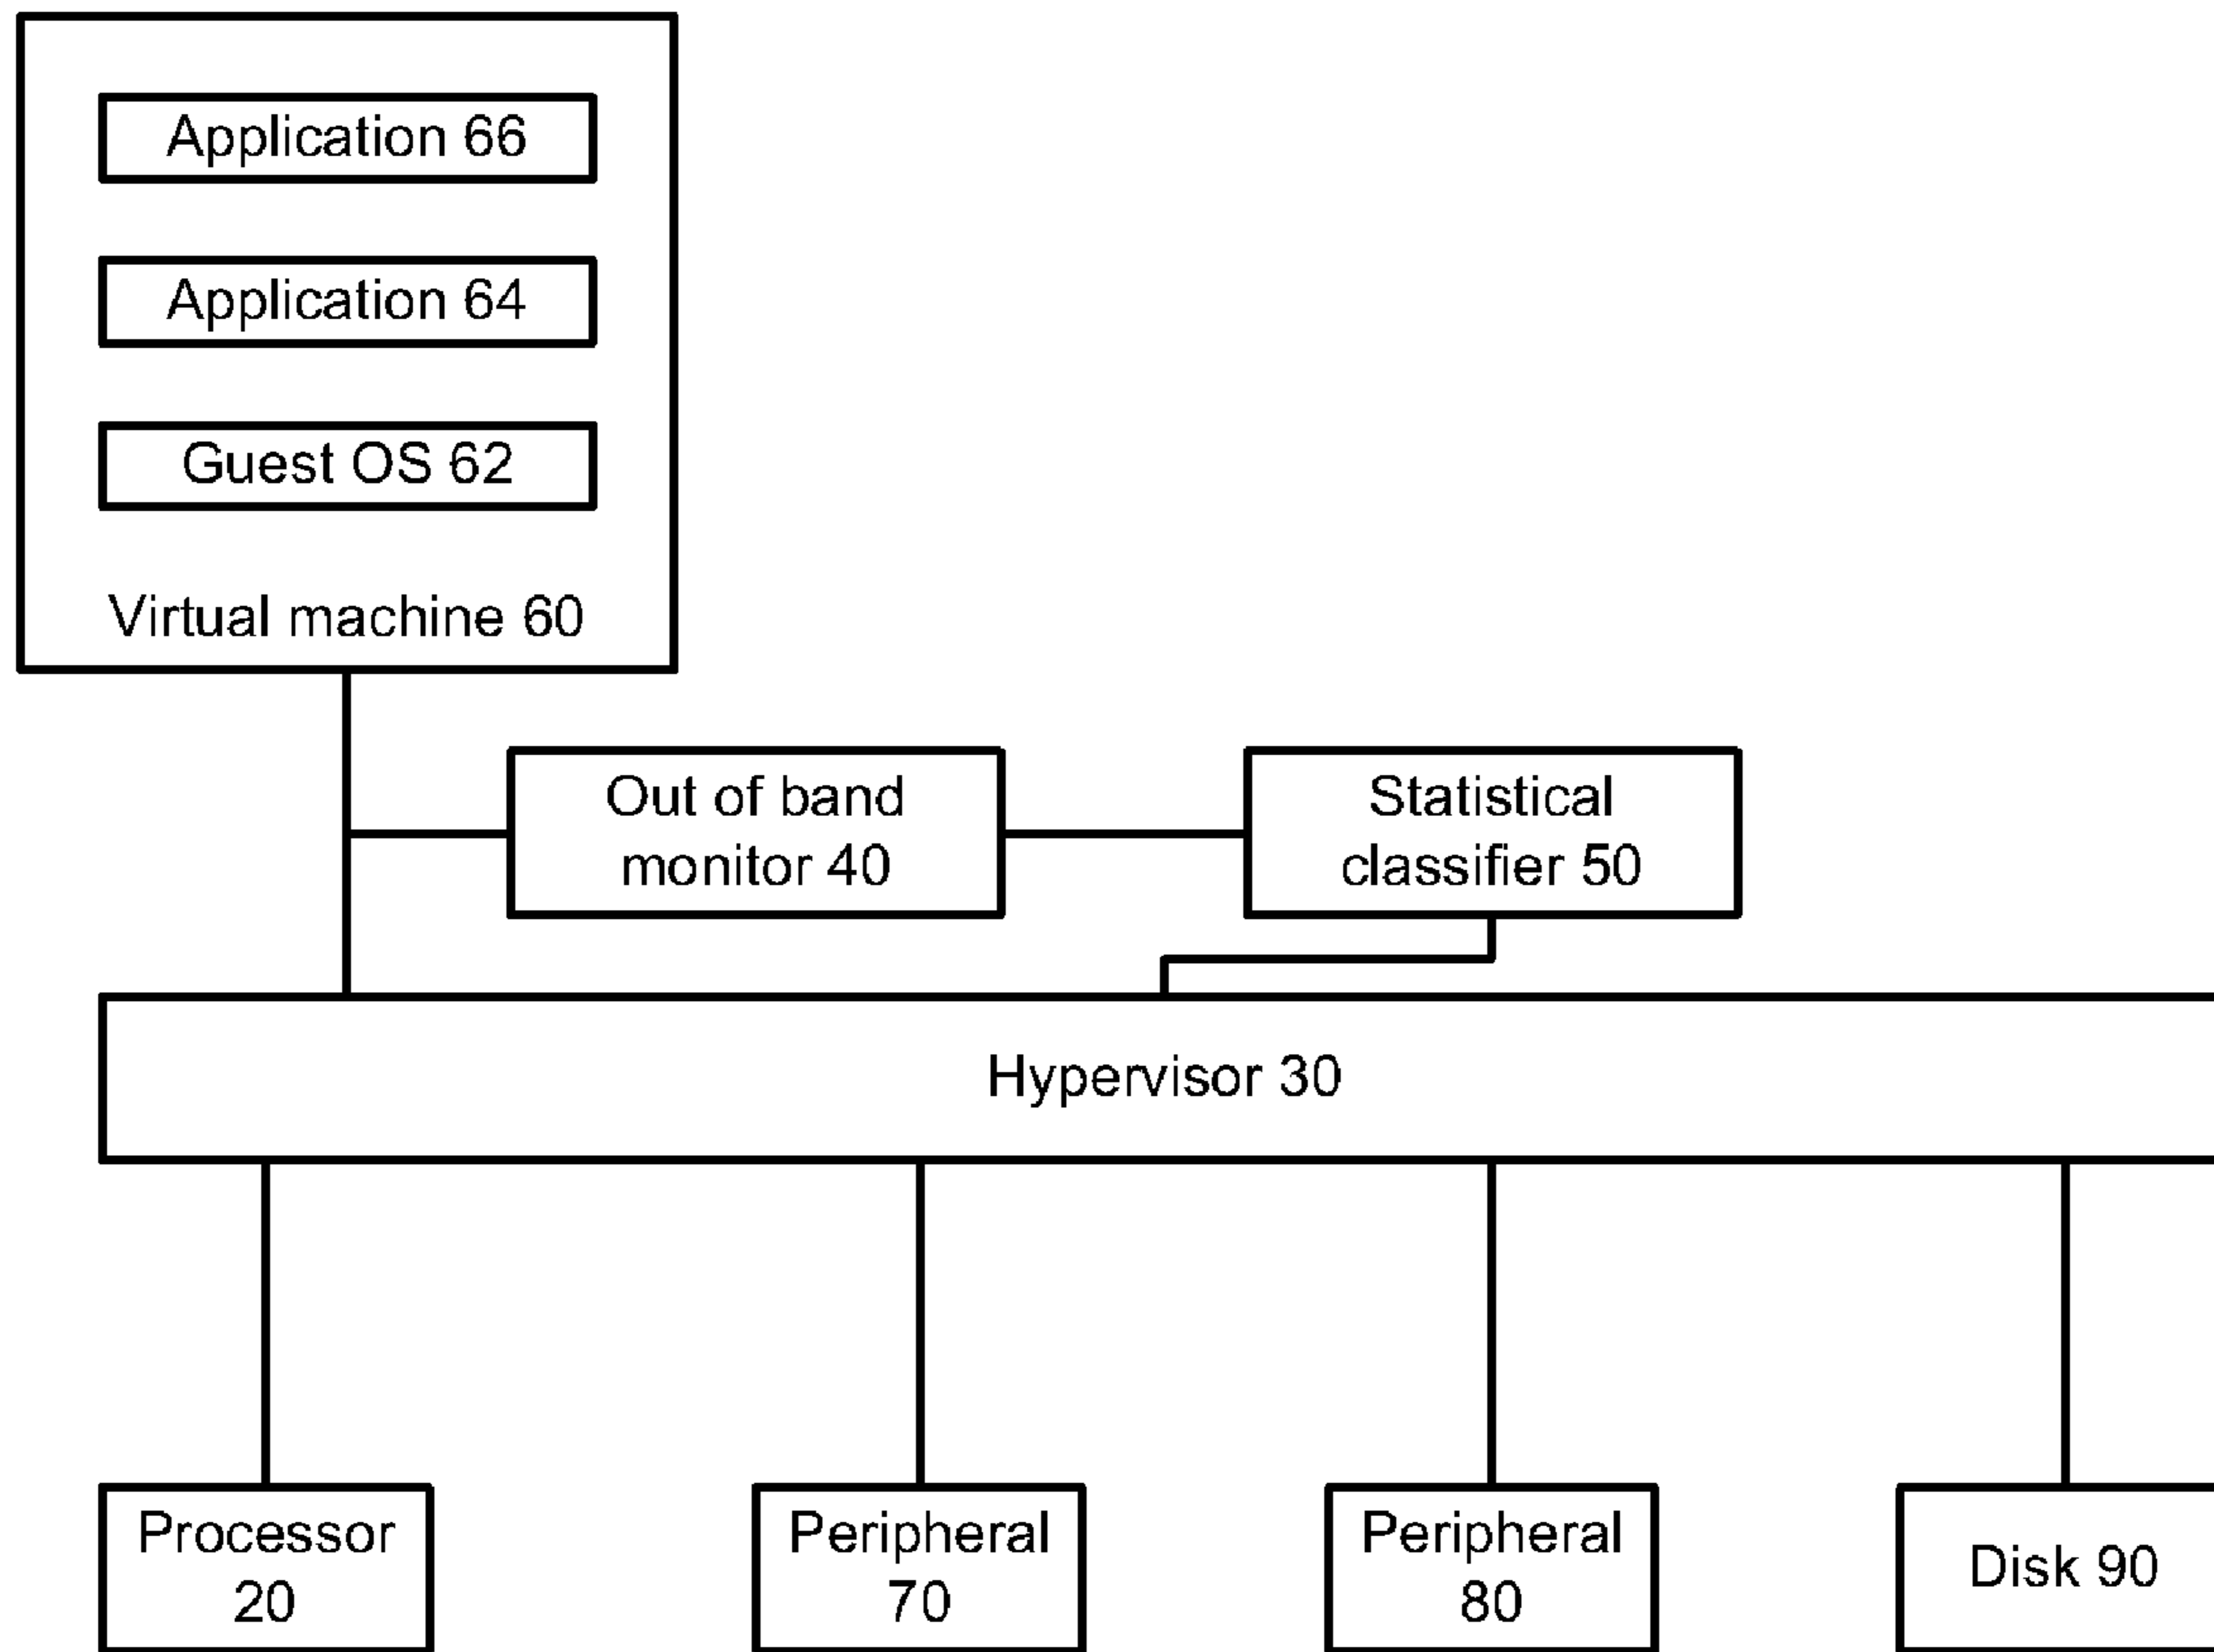 Application 66
Application 64
Guest OS 62
Virtual machine 60
Out of band
monitor 40
Statistical
classifier 50
Hypervisor 30
Processor
20
Peripheral
70
Peripheral
80
Disk 90